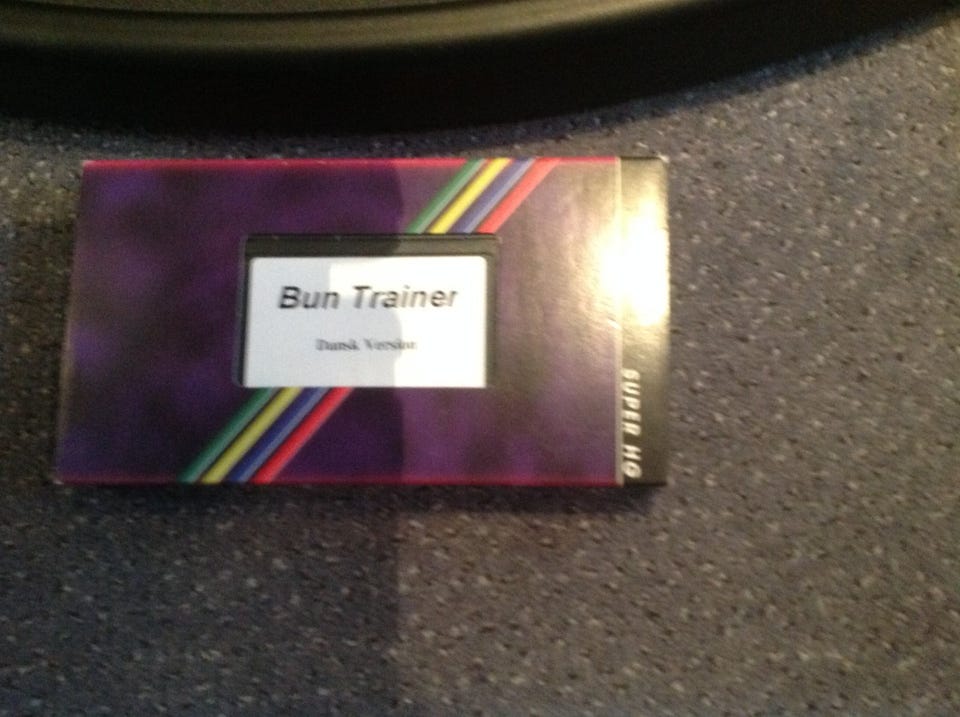 Bun Trainer
Dansk Version
SUPER HG